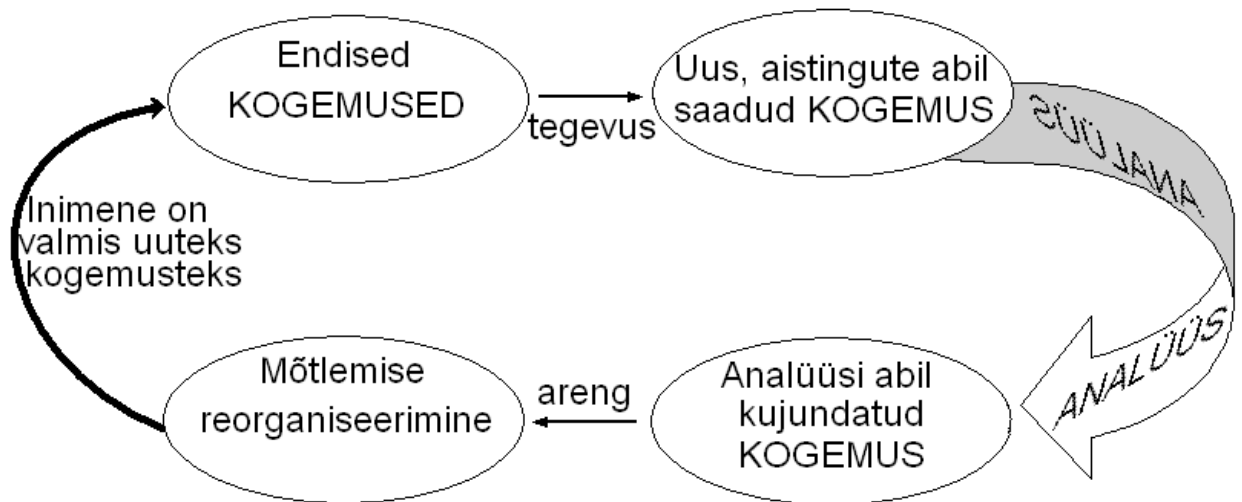 Endised
KOGEMUSED
tegevus
Uus, aistingute abil
saadud KOGEMUS
ANALÜÜS
ANALÜÜS
Analüüsi abil
kujundatud
KOGEMUS
areng
Mõtlemise
reorganiseerimine
Inimene on
valmis uuteks
kogemusteks